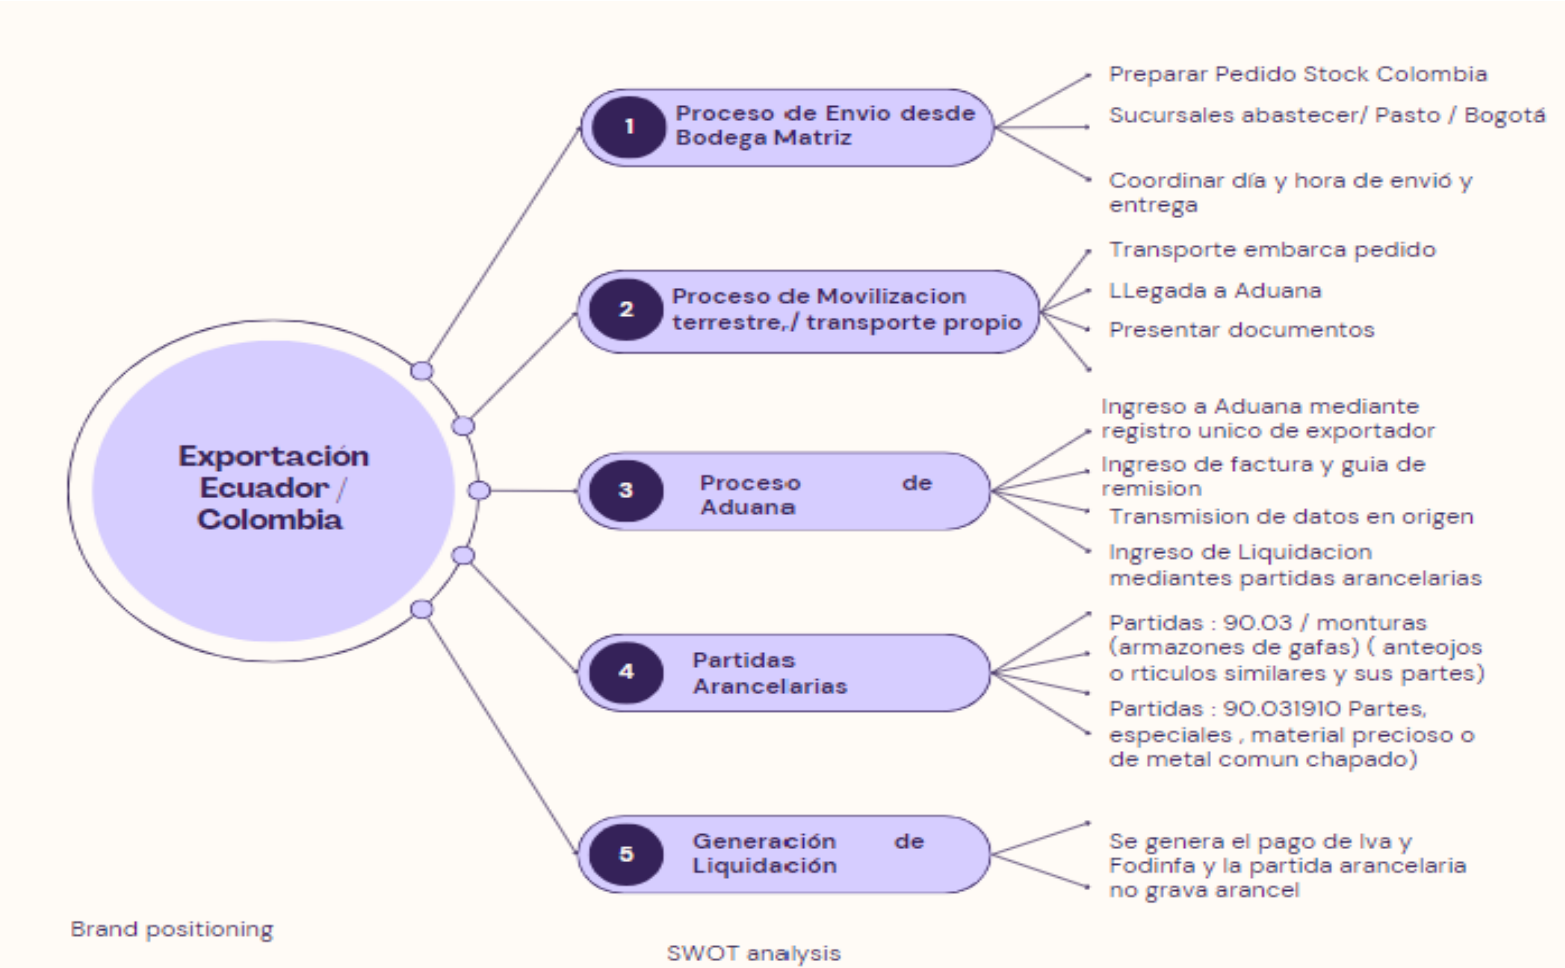 Exportación
Ecuador /
Colombia
1
Proceso de Envio desde
Bodega Matriz
Preparar Pedido Stock Colombia
Sucursales abastecer/ Pasto / Bogotá
Coordinar día y hora de envió y
entrega
2
Proceso de Movilizacion
terrestre,/ transporte propio
Transporte embarca pedido
LLegada a Aduana
Presentar documentos
3
Proceso de
Aduana
Ingreso a Aduana mediante
registro unico de exportador
Ingreso de factura y guia de
remision
Transmision de datos en origen
Ingreso de Liquidacion
mediantes partidas arancelarias
4
Partidas
Arancelarias
Partidas : 90.03 / monturas
(armazones de gafas) ( anteojos
o rticulos similares y sus partes)
Partidas : 90.031910 Partes,
especiales , material precioso o
de metal comun chapado)
5
Generación de
Liquidación
Se genera el pago de Iva y
Fodinfa y la partida arancelaria
no grava arancel
Brand positioning
SWOT analysis